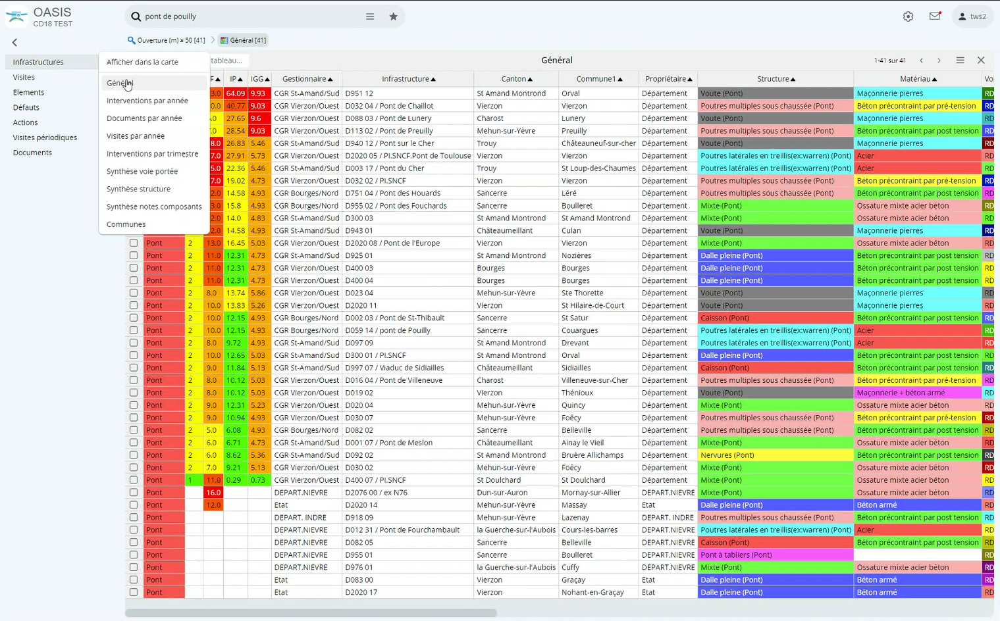 OASIS
CD18 TEST
pont de pouilly
tws2
Ouverture (m) ≥ 50 [41]
Général [41]
Infrastructures
Visites
Elements
Défauts
Actions
Visites périodiques
Documents
Afficher dans la carte
Général
Interventions par année
Documents par année
Visites par année
Interventions par trimestre
Synthèse voie portée
Synthèse structure
Synthèse notes composants
Communes
tableau...
Général
1-41 sur 41
F▲ IP▲ IGG▲ Gestionnaire▲ Infrastructure▲ Canton▲ Commune1▲ Propriétaire▲ Structure▲ Matériau▲ Voi
3.0 64.09 9.93 CGR St-Amand/Sud D951 12 St Amand Montrond Orval Département Voute (Pont) Maçonnerie pierres RD
0.0 40.77 9.03 CGR Vierzon/Ouest D032 04 / Pont de Chaillot Vierzon Vierzon Département Poutres multiples sous chaussée (Pont) Béton précontraint par pré-tension RD
.0 27.65 9.6 CGR Vierzon/Ouest D088 03 / Pont de Lunery Charost Lunery Département Voute (Pont) Maçonnerie pierres RD
.0 28.54 9.03 CGR Vierzon/Ouest D113 02 / Pont de Preuilly Mehun-sur-Yèvre Preuilly Département Poutres multiples sous chaussée (Pont) Béton précontraint par post tension RD
8.0 26.83 5.46 CGR St-Amand/Sud D940 12 / Pont sur le Cher Trouy Châteauneuf-sur-cher Département Voute (Pont) Maçonnerie pierres RD
7.0 27.91 5.73 CGR Vierzon/Ouest D2020 05 / PI.SNCF.Pont de Toulouse Vierzon Vierzon Département Poutres latérales en treillis(ex:warren) (Pont) Acier RD
5.0 22.36 5.46 CGR St-Amand/Sud D003 17 / Pont du Cher Trouy St Loup-des-Chaumes Département Poutres latérales en treillis(ex:warren) (Pont) Acier RD
7.0 19.02 4.73 CGR Vierzon/Ouest D032 02 / PI.SNCF Vierzon Vierzon Département Poutres multiples sous chaussée (Pont) Béton précontraint par pré-tension RD
2.0 14.58 4.93 CGR Bourges/Nord D751 04 / Pont des Houards Sancerre Léré Département Poutres multiples sous chaussée (Pont) Béton précontraint par post tension RD
3.0 15.8 4.93 CGR Bourges/Nord D955 02 / Pont des Fouchards Sancerre Boulleret Département Mixte (Pont) Ossature mixte acier béton RD
2.0 14.0 4.83 CGR St-Amand/Sud D300 03 St Amand Montrond St Amand Montrond Département Mixte (Pont) Ossature mixte acier béton RD
2.0 14.58 4.93 CGR St-Amand/Sud D943 01 Châteaumeillant Culan Département Voute (Pont) Maçonnerie pierres RD
Pont 2 13.0 16.45 5.03 CGR Vierzon/Ouest D2020 08 / Pont de l'Europe Vierzon Vierzon Département Mixte (Pont) Ossature mixte acier béton RD
Pont 2 11.0 12.31 4.73 CGR St-Amand/Sud D925 01 St Amand Montrond Nozières Département Dalle pleine (Pont) Béton précontraint par post tension RD
Pont 2 11.0 12.31 4.73 CGR Vierzon/Ouest D400 03 Bourges Bourges Département Dalle pleine (Pont) Béton précontraint par post tension RD
Pont 2 11.0 12.31 4.73 CGR Vierzon/Ouest D400 04 Bourges Bourges Département Dalle pleine (Pont) Béton précontraint par post tension RD
Pont 2 8.0 13.74 5.86 CGR Vierzon/Ouest D023 04 Mehun-sur-Yèvre Ste Thorette Département Voute (Pont) Maçonnerie pierres RD
Pont 2 10.0 13.83 5.26 CGR Vierzon/Ouest D2020 11 Vierzon St Hilaire-de-Court Département Voute (Pont) Maçonnerie pierres RD
Pont 2 10.0 12.15 4.93 CGR Bourges/Nord D002 03 / Pont de St-Thibault Sancerre St Satur Département Caisson (Pont) Béton précontraint par post tension RD
Pont 2 10.0 12.15 4.93 CGR Bourges/Nord D059 14 / pont de Pouilly Sancerre Couargues Département Poutres latérales en treillis(ex:warren) (Pont) Acier RD
Pont 2 8.0 9.72 4.93 CGR St-Amand/Sud D097 09 St Amand Montrond Drevant Département Poutres latérales en treillis(ex:warren) (Pont) Acier RD
Pont 2 10.0 12.65 5.03 CGR St-Amand/Sud D300 01 / PI.SNCF St Amand Montrond Orval Département Dalle pleine (Pont) Béton précontraint par post tension RD
Pont 2 9.0 11.84 5.13 CGR St-Amand/Sud D997 07 / Viaduc de Sidiailles Châteaumeillant Sidiailles Département Caisson (Pont) Béton précontraint par post tension RD
Pont 2 8.0 10.12 5.03 CGR Vierzon/Ouest D016 04 / Pont de Villeneuve Charost Villeneuve-sur-Cher Département Poutres multiples sous chaussée (Pont) Béton précontraint par pré-tension RD
Pont 2 8.0 10.12 5.03 CGR Vierzon/Ouest D019 02 Vierzon Thénioux Département Voute (Pont) Maçonnerie + béton armé RD
Pont 2 9.0 12.31 5.23 CGR Vierzon/Ouest D020 04 Mehun-sur-Yèvre Quincy Département Mixte (Pont) Ossature mixte acier béton RD
Pont 2 9.0 10.94 4.93 CGR Vierzon/Ouest D030 07 Mehun-sur-Yèvre Foêcy Département Poutres multiples sous chaussée (Pont) Béton précontraint par pré-tension RD
Pont 2 5.0 6.08 4.93 CGR Bourges/Nord D082 02 Sancerre Belleville Département Poutres multiples sous chaussée (Pont) Béton précontraint par post tension RD
Pont 2 6.0 6.71 4.73 CGR St-Amand/Sud D001 07 / Pont de Meslon Châteaumeillant Ainay le Vieil Département Mixte (Pont) Ossature mixte acier béton RD
Pont 2 6.0 8.62 5.36 CGR St-Amand/Sud D092 02 St Amand Montrond Bruère Allichamps Département Nervures (Pont) Béton précontraint par post tension RD
Pont 2 7.0 9.21 5.13 CGR Vierzon/Ouest D030 02 Mehun-sur-Yèvre Foêcy Département Mixte (Pont) Ossature mixte acier béton RD
Pont 1 11.0 0.29 0.73 CGR Vierzon/Ouest D400 07 / PI.SNCF St Doulchard St Doulchard Département Mixte (Pont) Ossature mixte acier béton RD
Pont 16.0 DEPART.NIEVRE D2076 00 / ex N76 Dun-sur-Auron Mornay-sur-Allier DEPART.NIEVRE Mixte (Pont) Ossature mixte acier béton RD
Pont 12.0 Etat D2020 14 Mehun-sur-Yèvre Massay Etat Dalle pleine (Pont) Béton armé RD
Pont DEPART. INDRE D918 09 Mehun-sur-Yèvre Lazenay DEPART. INDRE Poutres multiples sous chaussée (Pont) Béton précontraint par post tension RD
Pont DEPART.NIEVRE D012 31 / Pont de Fourchambault la Guerche-sur-l'Aubois Cours-les-barres DEPART.NIEVRE Poutres latérales en treillis(ex:warren) (Pont) Acier RD
Pont DEPART.NIEVRE D082 05 Sancerre Belleville DEPART.NIEVRE Caisson (Pont) Béton précontraint par post tension RD
Pont DEPART.NIEVRE D955 01 Sancerre Boulleret DEPART.NIEVRE Pont à tabliers (Pont) RD
Pont DEPART.NIEVRE D976 01 la Guerche-sur-l'Aubois Cuffy DEPART.NIEVRE Mixte (Pont) Ossature mixte acier béton RD
Pont Etat D083 00 Vierzon Graçay Etat Dalle pleine (Pont) Béton armé RD
Pont Etat D2020 17 Vierzon Nohant-en-Graçay Etat Dalle pleine (Pont) Béton armé RD